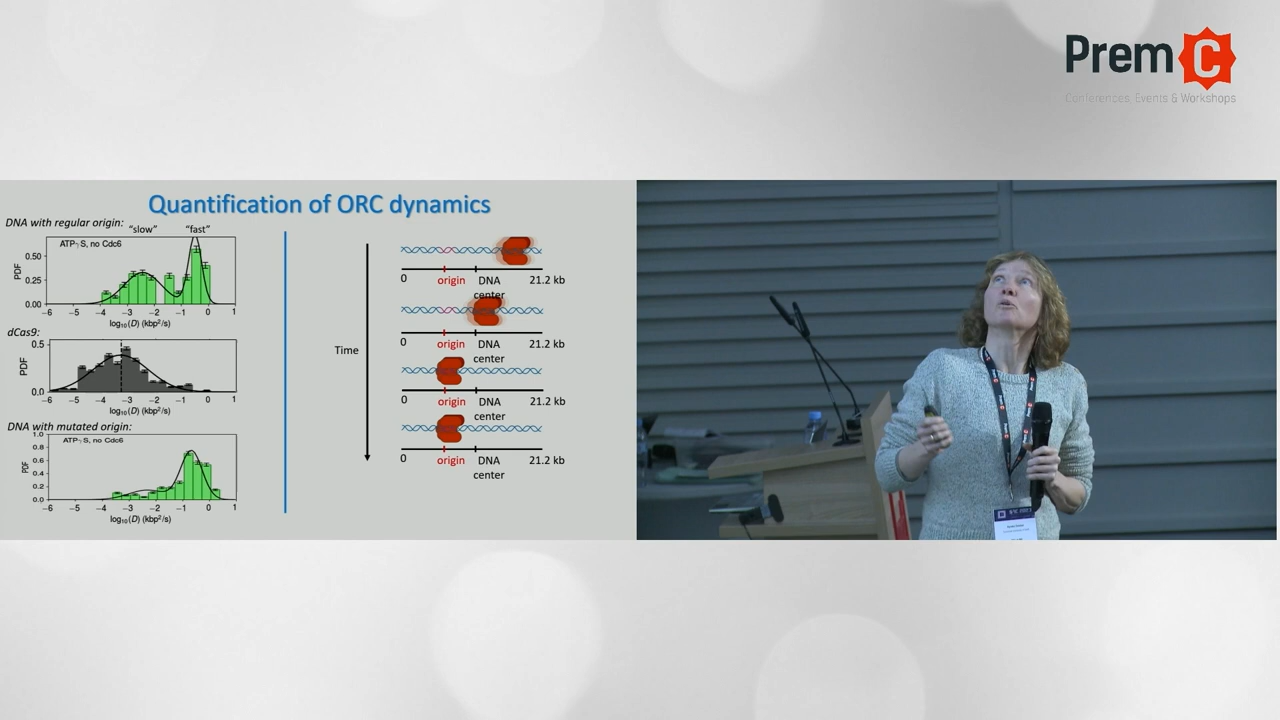 Prem C
Conferences, Events & Workshops
Quantification of ORC dynamics
DNA with regular origin:
"slow" "fast"
ATPγS, no Cdc6
PDF
0.50
0.25
0.00
−6 −5 −4 −3 −2 −1 0 1
log₁₀(D) (kbp²/s)
dCas9:
PDF
0.5
0.0
−6 −5 −4 −3 −2 −1 0 1
log₁₀(D) (kbp²/s)
DNA with mutated origin:
ATPγS, no Cdc6
PDF
1.0
0.8
0.6
0.4
0.2
0.0
−6 −5 −4 −3 −2 −1 0 1
log₁₀(D) (kbp²/s)
Time
0 origin DNA 21.2 kb
center
0 origin DNA 21.2 kb
center
0 origin DNA 21.2 kb
center
0 origin DNA 21.2 kb
center